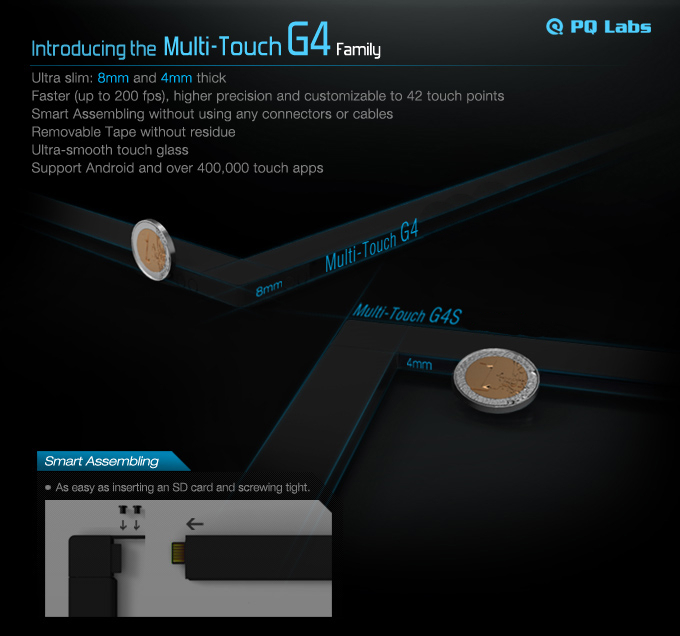 PQ Labs
Introducing the Multi-Touch G4 Family
Ultra slim: 8mm and 4mm thick
Faster (up to 200 fps), higher precision and customizable to 42 touch points
Smart Assembling without using any connectors or cables
Removable Tape without residue
Ultra-smooth touch glass
Support Android and over 400,000 touch apps
Multi-Touch G4
8mm
Multi-Touch G4S
4mm
Smart Assembling
As easy as inserting an SD card and screwing tight.